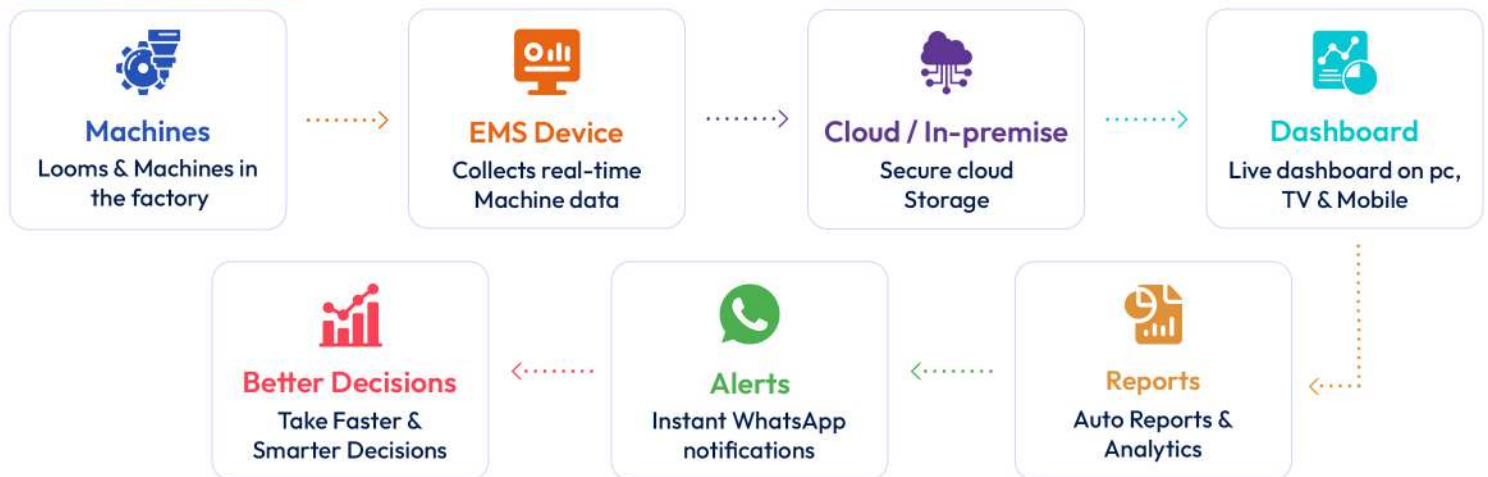 Machines
Looms & Machines in
the factory
EMS Device
Collects real-time
Machine data
Cloud / In-premise
Secure cloud
Storage
Dashboard
Live dashboard on pc,
TV & Mobile
Reports
Auto Reports &
Analytics
Alerts
Instant WhatsApp
notifications
Better Decisions
Take Faster &
Smarter Decisions